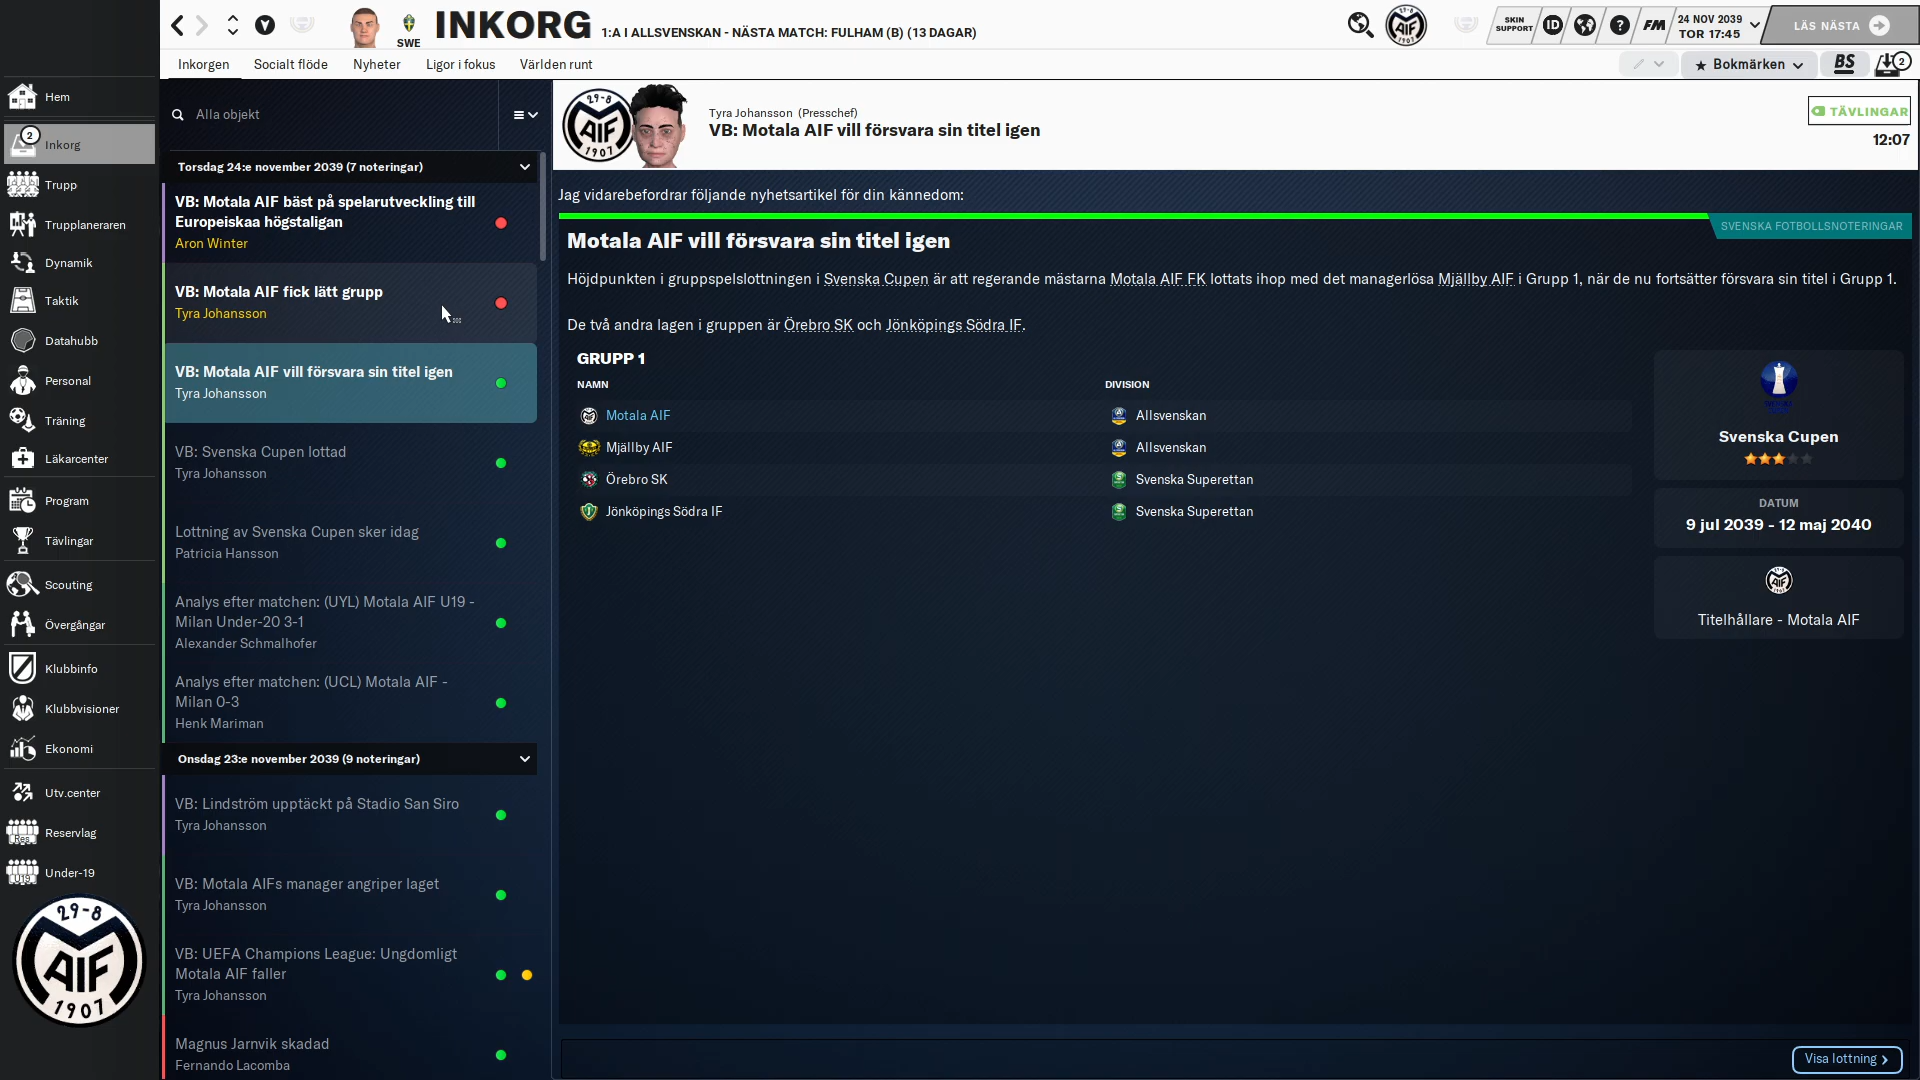 INKORG
1:A I ALLSVENSKAN - NÄSTA MATCH: FULHAM (B) (13 DAGAR)
SWE
SKIN SUPPORT
ID
FM
24 NOV 2039
TOR 17:45
LÄS NÄSTA
Inkorgen
Socialt flöde
Nyheter
Ligor i fokus
Världen runt
Bokmärken
BS
2
Hem
2
Inkorg
Trupp
Trupplaneraren
Dynamik
Taktik
Datahubb
Personal
Träning
Läkarcenter
Program
Tävlingar
Scouting
Övergångar
Klubbinfo
Klubbvisioner
Ekonomi
Utv.center
Reservlag
Under-19
29-8
AIF
1907
Alla objekt
Torsdag 24:e november 2039 (7 noteringar)
VB: Motala AIF bäst på spelarutveckling till
Europeiskaa högstaligan
Aron Winter
VB: Motala AIF fick lätt grupp
Tyra Johansson
VB: Motala AIF vill försvara sin titel igen
Tyra Johansson
VB: Svenska Cupen lottad
Tyra Johansson
Lottning av Svenska Cupen sker idag
Patricia Hansson
Analys efter matchen: (UYL) Motala AIF U19 -
Milan Under-20 3-1
Alexander Schmalhofer
Analys efter matchen: (UCL) Motala AIF -
Milan 0-3
Henk Mariman
Onsdag 23:e november 2039 (9 noteringar)
VB: Lindström upptäckt på Stadio San Siro
Tyra Johansson
VB: Motala AIFs manager angriper laget
Tyra Johansson
VB: UEFA Champions League: Ungdomligt
Motala AIF faller
Tyra Johansson
Magnus Jarnvik skadad
Fernando Lacomba
29-8
AIF
1907
Tyra Johansson (Presschef)
VB: Motala AIF vill försvara sin titel igen
TÄVLINGAR
12:07
Jag vidarebefordrar följande nyhetsartikel för din kännedom:
SVENSKA FOTBOLLSNOTERINGAR
Motala AIF vill försvara sin titel igen
Höjdpunkten i gruppspelslottningen i Svenska Cupen är att regerande mästarna Motala AIF FK lottats ihop med det managerlösa Mjällby AIF i Grupp 1, när de nu fortsätter försvara sin titel i Grupp 1.
De två andra lagen i gruppen är Örebro SK och Jönköpings Södra IF.
GRUPP 1
NAMN DIVISION
Motala AIF Allsvenskan
Mjällby AIF Allsvenskan
Örebro SK Svenska Superettan
Jönköpings Södra IF Svenska Superettan
Svenska Cupen
DATUM
9 jul 2039 - 12 maj 2040
Titelhållare - Motala AIF
Visa lottning